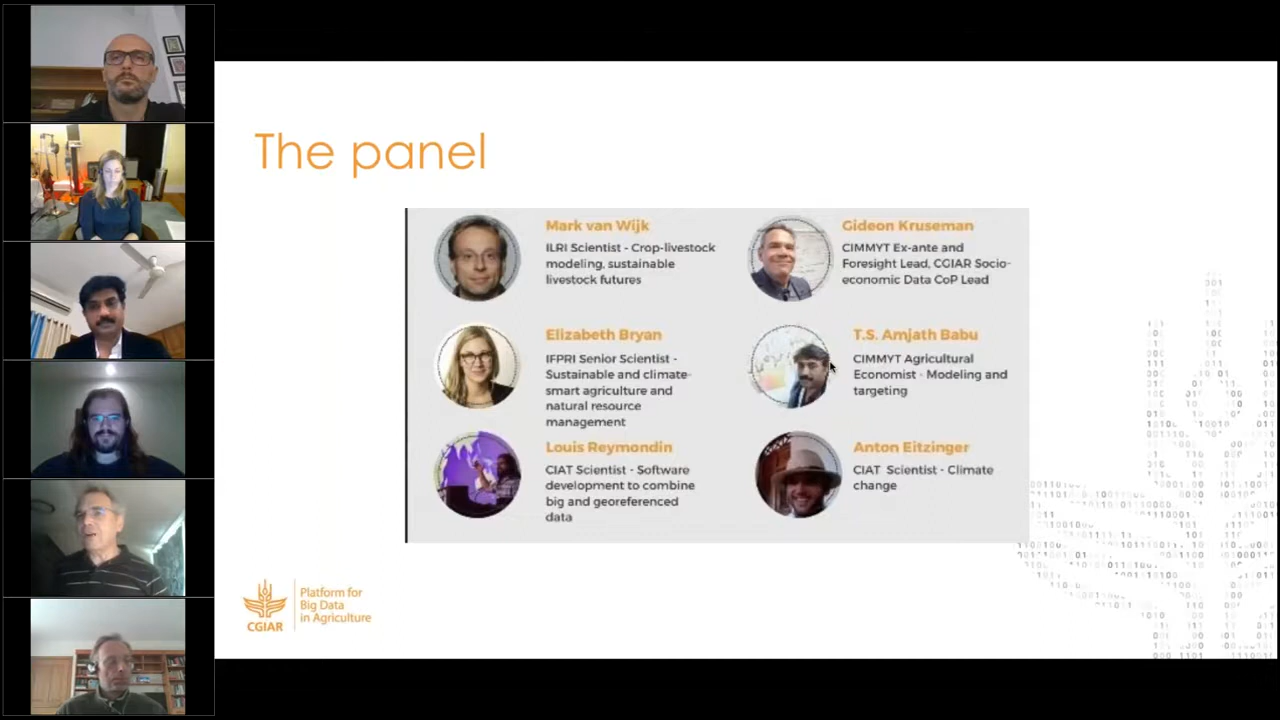 The panel
Mark van Wijk
ILRI Scientist - Crop-livestock
modeling, sustainable
livestock futures
Gideon Kruseman
CIMMYT Ex-ante and
Foresight Lead, CGIAR Socio-
economic Data CoP Lead
Elizabeth Bryan
IFPRI Senior Scientist -
Sustainable and climate-
smart agriculture and
natural resource
management
T.S. Amjath Babu
CIMMYT Agricultural
Economist - Modeling and
targeting
Louis Reymondin
CIAT Scientist - Software
development to combine
big and georeferenced
data
Anton Eitzinger
CIAT Scientist - Climate
change
CGIAR
Platform for
Big Data
in Agriculture